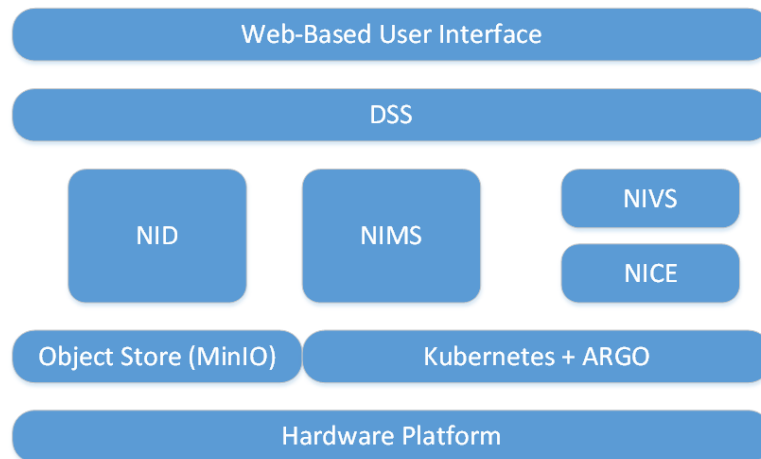 Web-Based User Interface
DSS
NID
NIMS
NIVS
NICE
Object Store (MinIO)
Kubernetes + ARGO
Hardware Platform